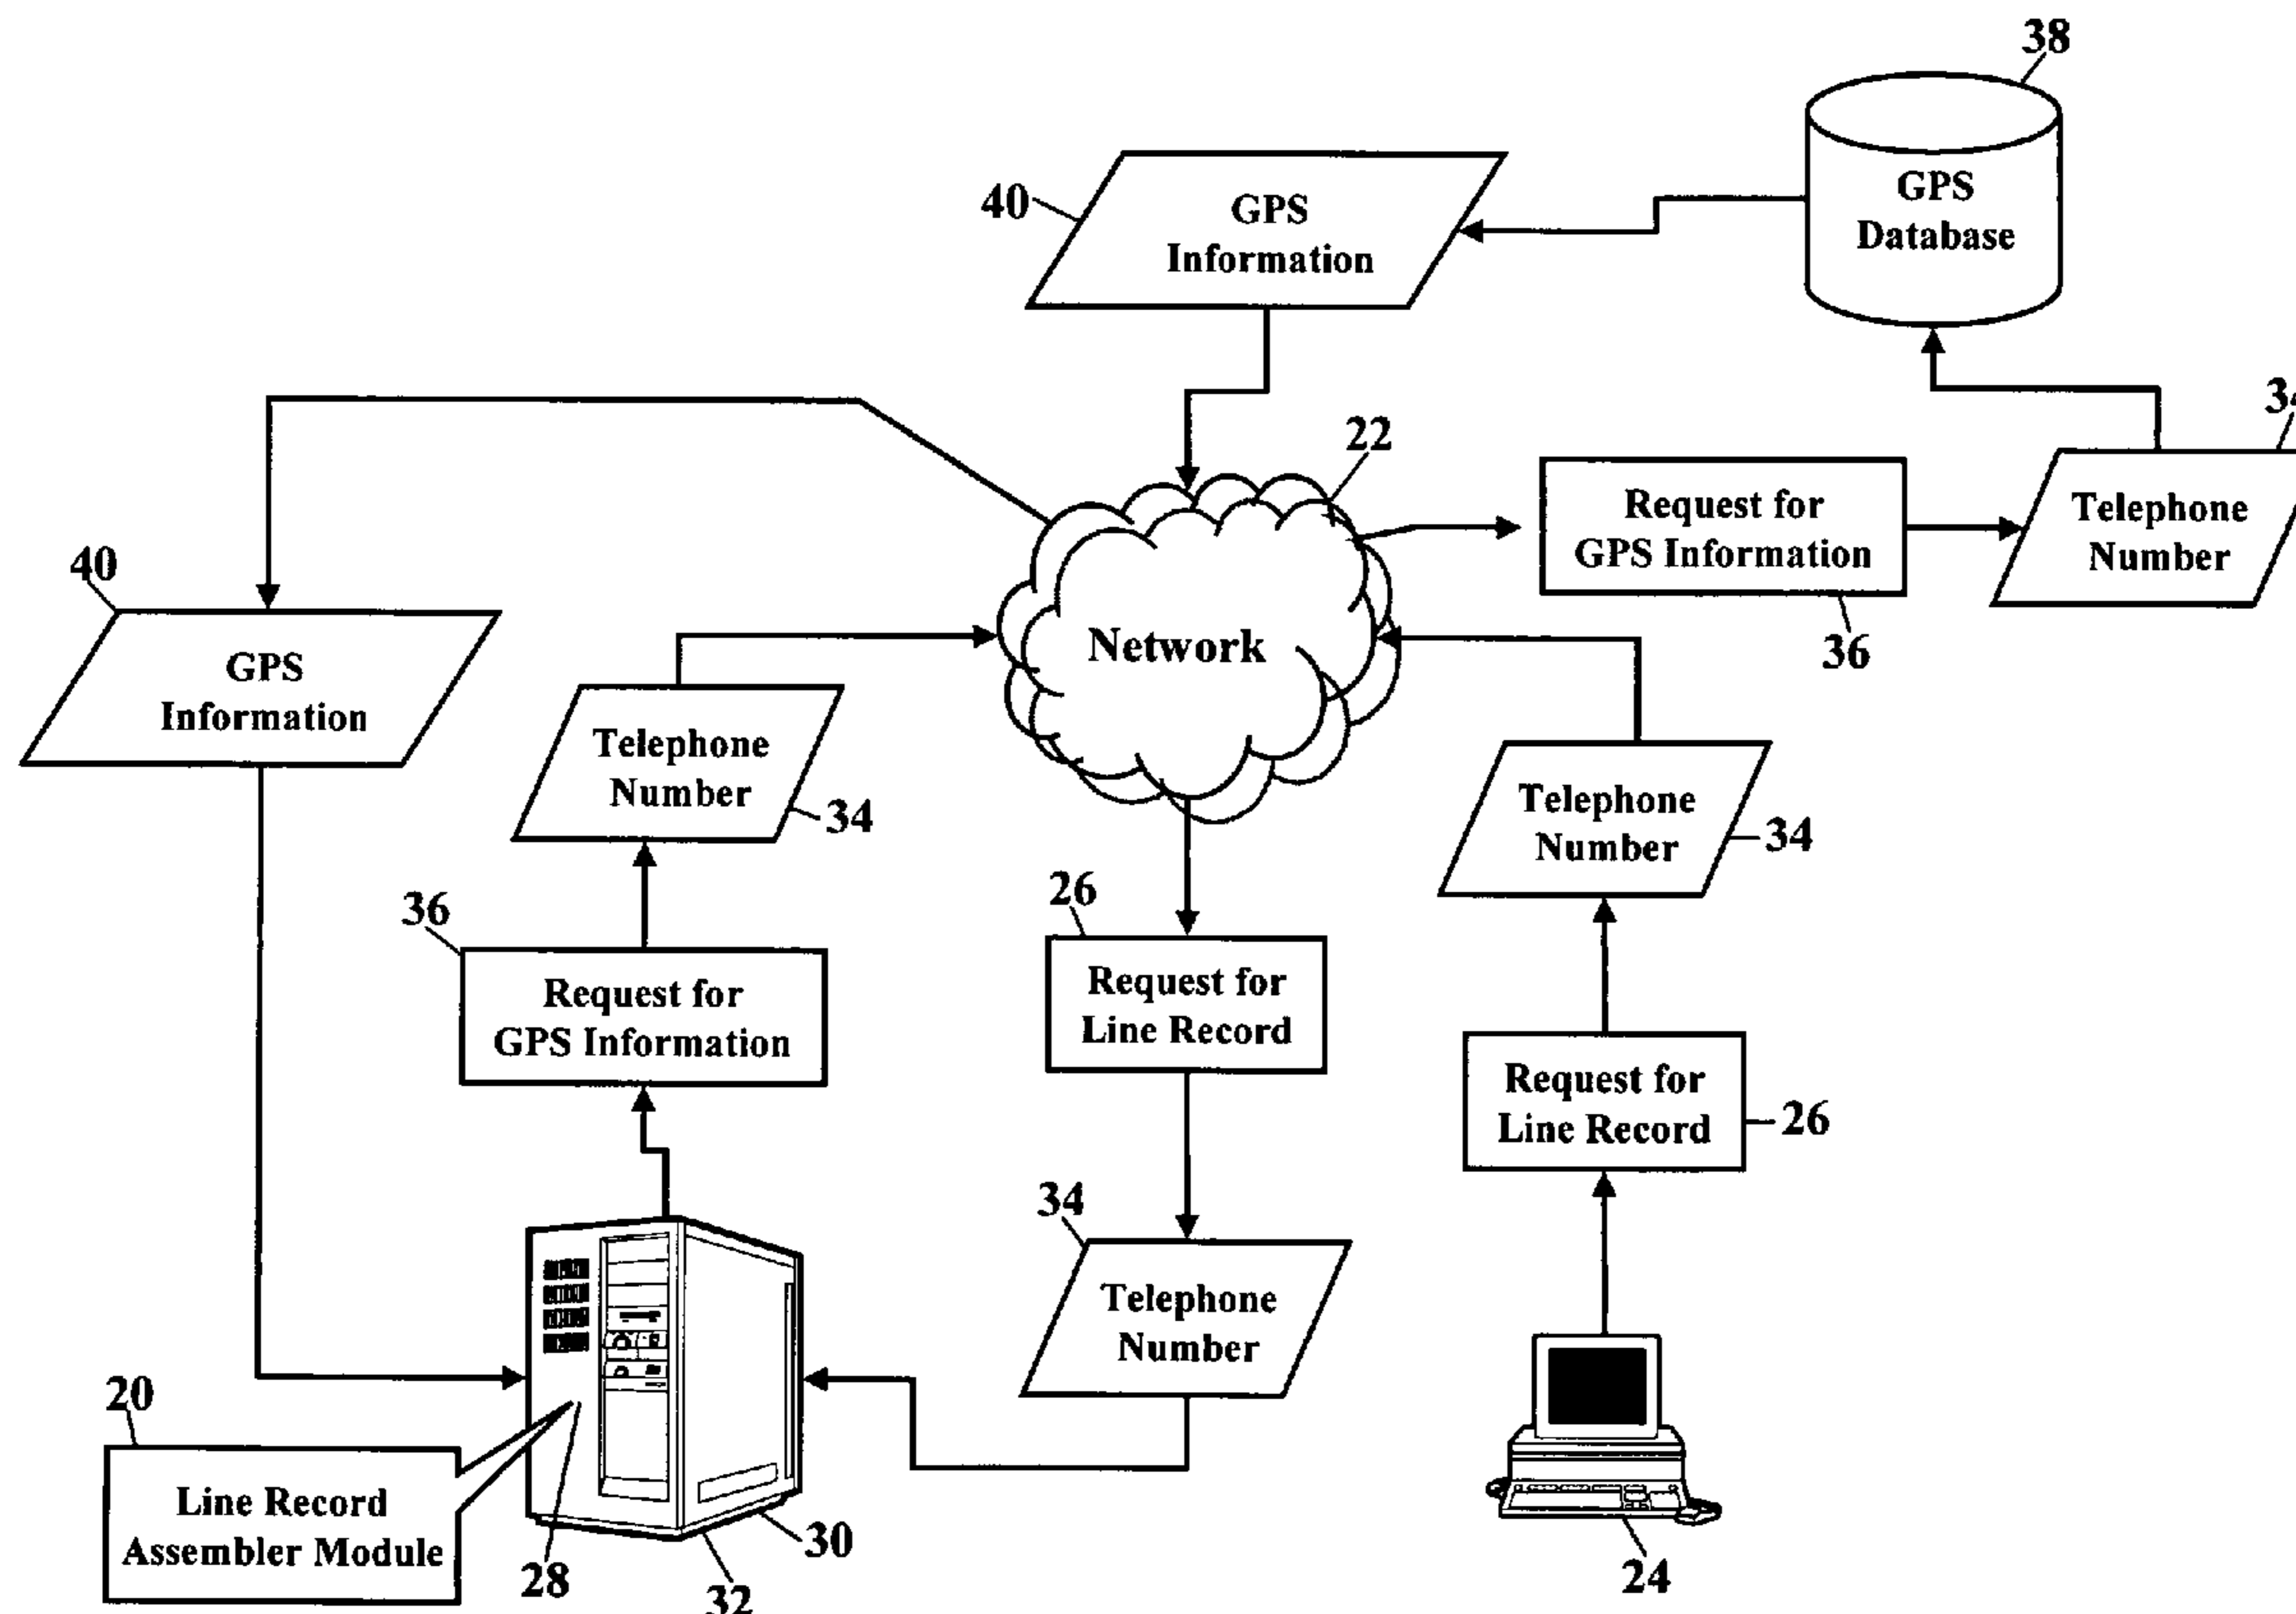 38
40
GPS
Information
GPS
Database
34
22
Request for
GPS Information
Telephone
Number
36
40
GPS
Information
Network
Telephone
Number
34
Telephone
Number
34
36
Request for
GPS Information
26
Request for
Line Record
Request for
Line Record
26
34
Telephone
Number
20
Line Record
Assembler Module
28
30
32
24